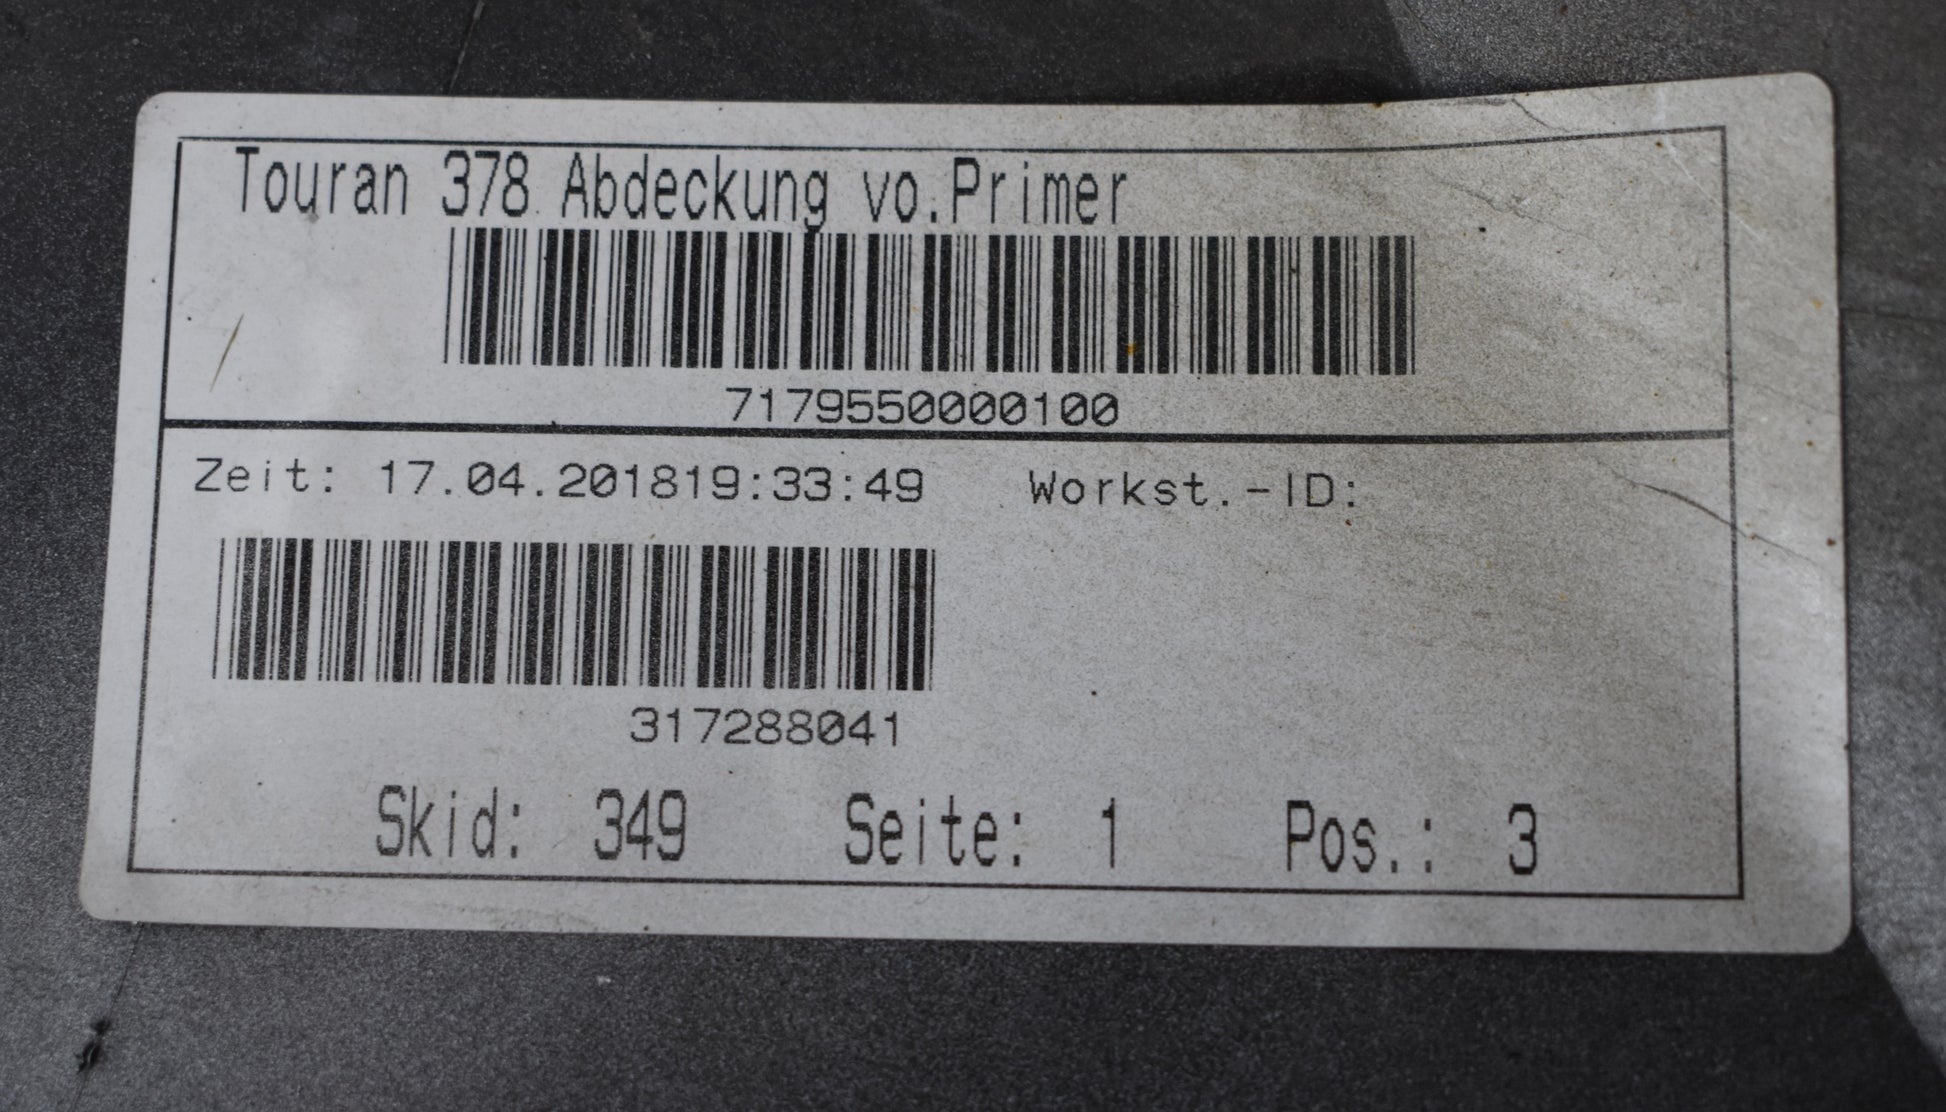 Touran 378 Abdeckung vo.Primer
7179550000100
Zeit: 17.04.201819:33:49 Workst.-ID:
317288041
Skid: 349 Seite: 1 Pos.: 3